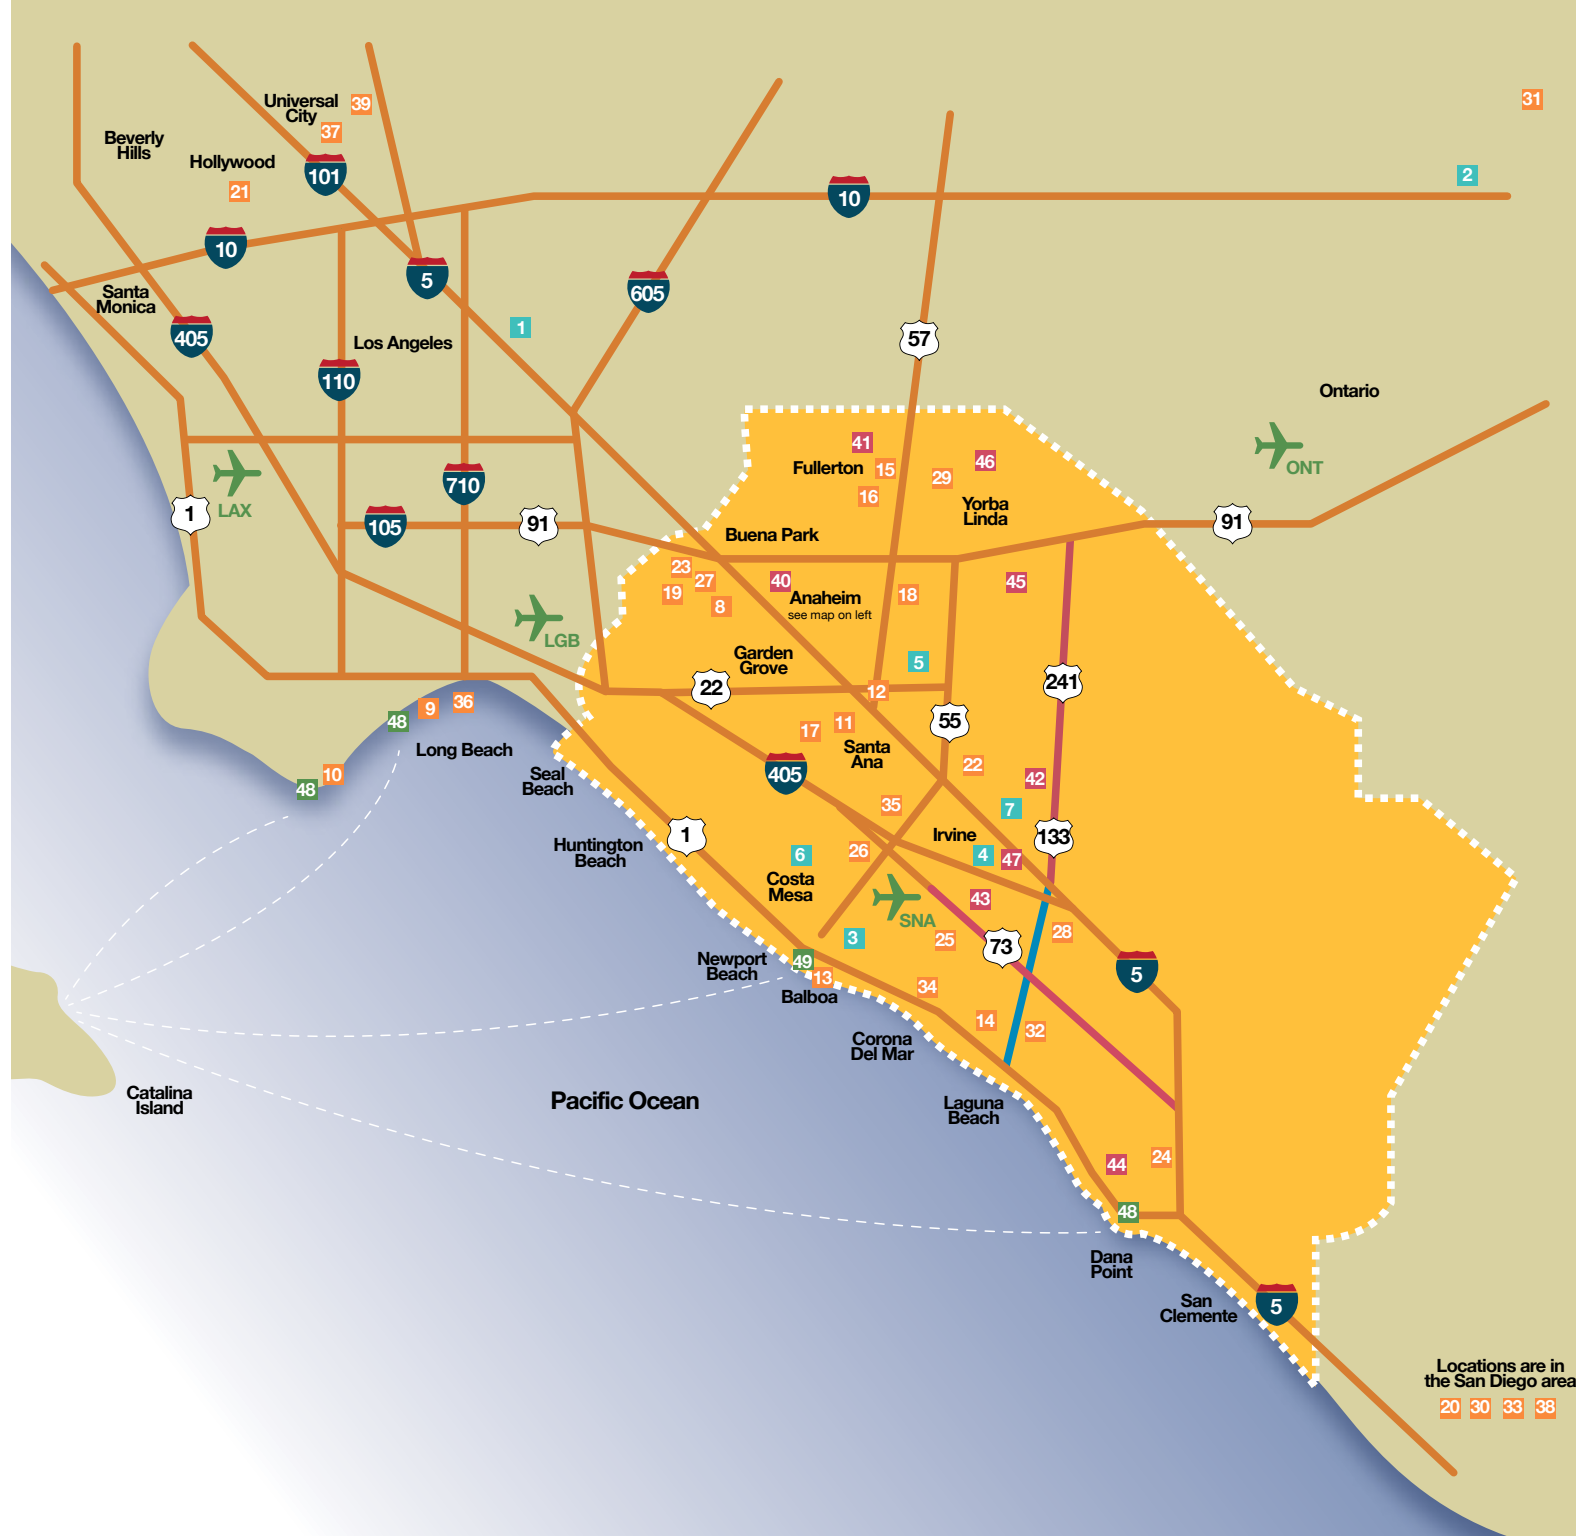 31
Universal
City
39
37
Beverly
Hills
Hollywood
101
2
21
10
10
5
605
Santa
Monica
1
405
Los Angeles
57
110
Ontario
41
46
Fullerton
15
29
ONT
LAX
710
16
Yorba
Linda
1
105
91
91
Buena Park
23
27
40
45
19
8
Anaheim
see map on left
18
LGB
Garden
Grove
5
22
12
241
9
36
48
17
11
55
Long Beach
Santa
Ana
22
42
10
48
Seal
Beach
405
35
7
1
Irvine
133
Huntington
Beach
6
26
4
47
Costa
Mesa
43
SNA
3
25
28
73
Newport
Beach
49
13
5
Balboa
34
14
32
Corona
Del Mar
Catalina
Island
Pacific Ocean
Laguna
Beach
44
24
48
Dana
Point
San
Clemente
5
Locations are in
the San Diego area
20 30 33 38